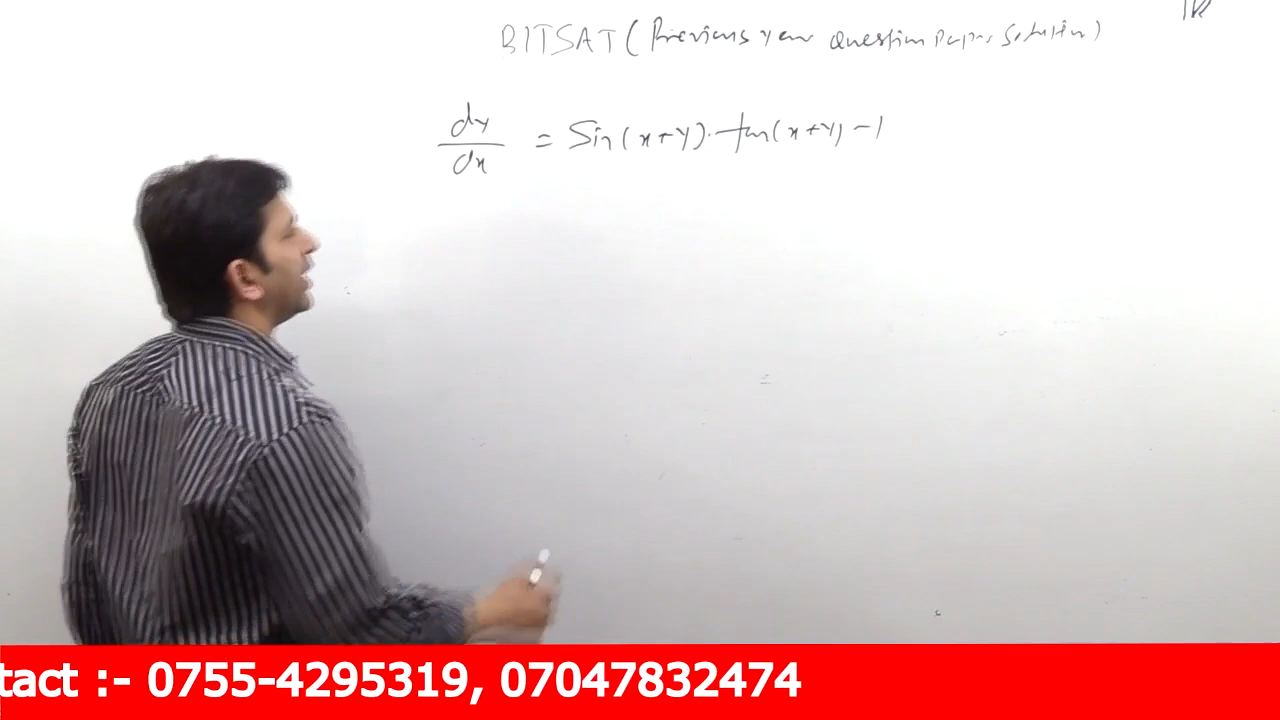 BITSAT (Previous year question Paper Solution)
dy/dx = Sin(x+y).tan(x+y) -1
tact :- 0755-4295319, 07047832474